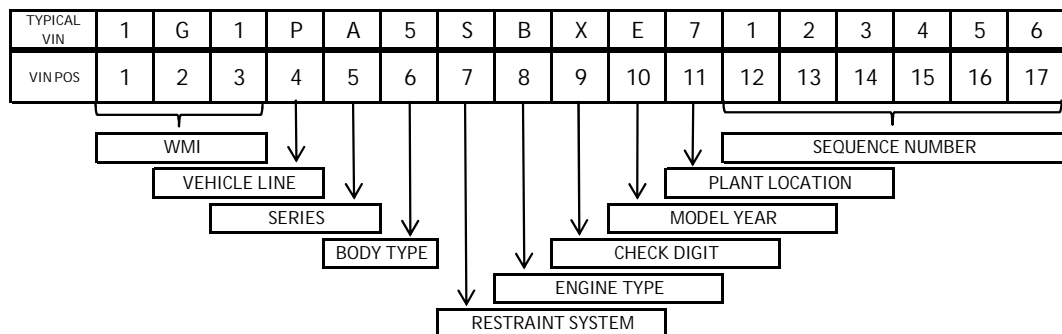 TYPICAL VIN 1 G 1 P A 5 S B X E 7 1 2 3 4 5 6
VIN POS 1 2 3 4 5 6 7 8 9 10 11 12 13 14 15 16 17
WMI SEQUENCE NUMBER
VEHICLE LINE PLANT LOCATION
SERIES MODEL YEAR
BODY TYPE CHECK DIGIT
ENGINE TYPE
RESTRAINT SYSTEM